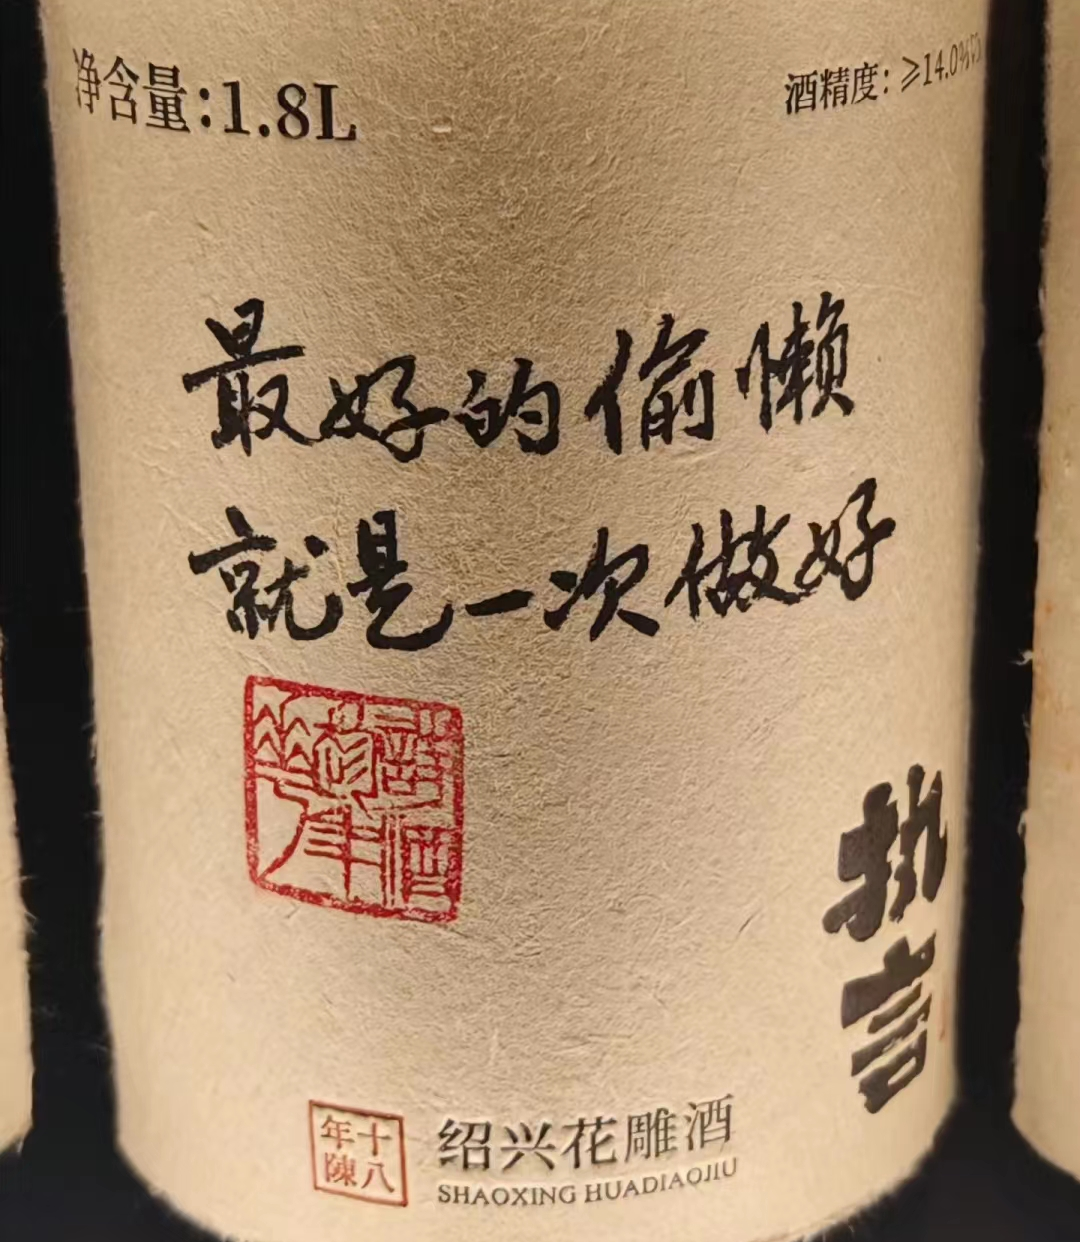 净含量:1.8L
酒精度:≥14.0%
最好的偷懒
就是一次做好
执言
十八年陳
绍兴花雕酒
SHAOXING HUADIAOJIU